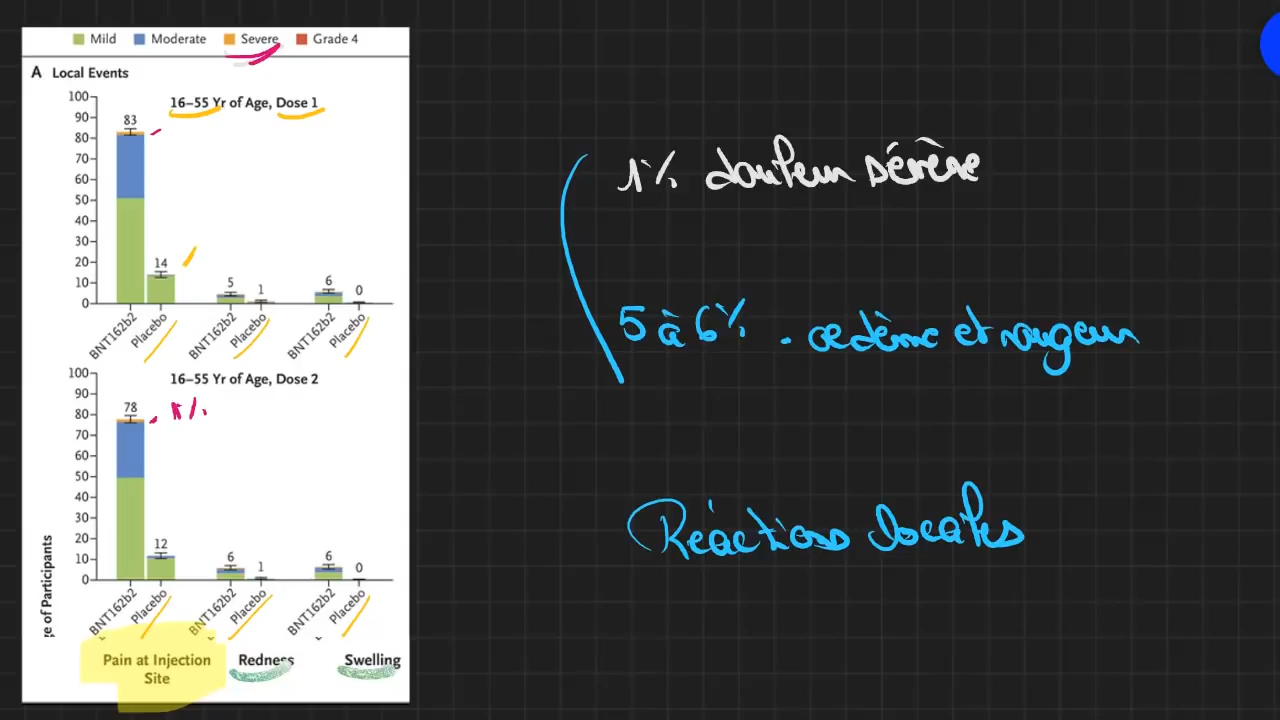 Mild Moderate Severe Grade 4
A Local Events
16–55 Yr of Age, Dose 1
100
90
80
70
60
50
40
30
20
10
0
83
14
5
1
6
0
BNT162b2
Placebo
BNT162b2
Placebo
BNT162b2
Placebo
16–55 Yr of Age, Dose 2
100
90
80
70
60
50
40
30
20
10
0
78
1%
12
6
1
6
0
BNT162b2
Placebo
BNT162b2
Placebo
BNT162b2
Placebo
ge of Participants
Pain at Injection
Site
Redness
Swelling
1% douleur sévère
5 à 6% . œdème et rougeur
Réactions locales